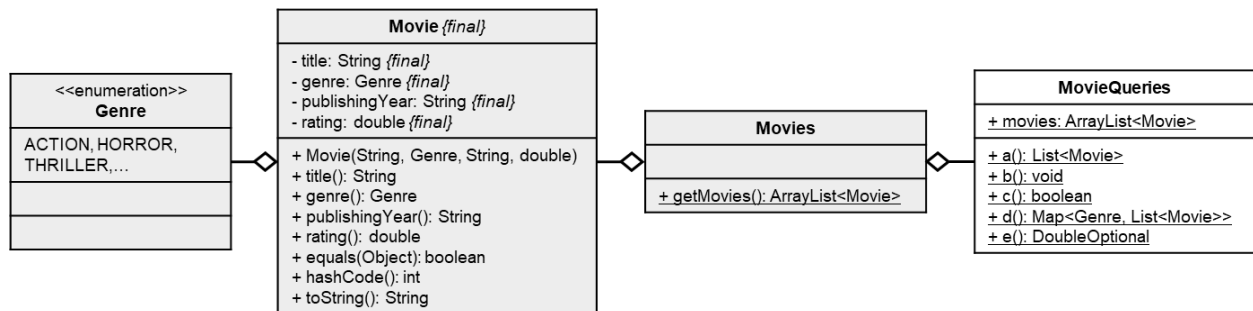 <<enumeration>>
Genre
ACTION, HORROR,
THRILLER,...
Movie {final}
- title: String {final}
- genre: Genre {final}
- publishingYear: String {final}
- rating: double {final}
+ Movie(String, Genre, String, double)
+ title(): String
+ genre(): Genre
+ publishingYear(): String
+ rating(): double
+ equals(Object): boolean
+ hashCode(): int
+ toString(): String
Movies
+ getMovies(): ArrayList<Movie>
MovieQueries
+ movies: ArrayList<Movie>
+ a(): List<Movie>
+ b(): void
+ c(): boolean
+ d(): Map<Genre, List<Movie>>
+ e(): DoubleOptional